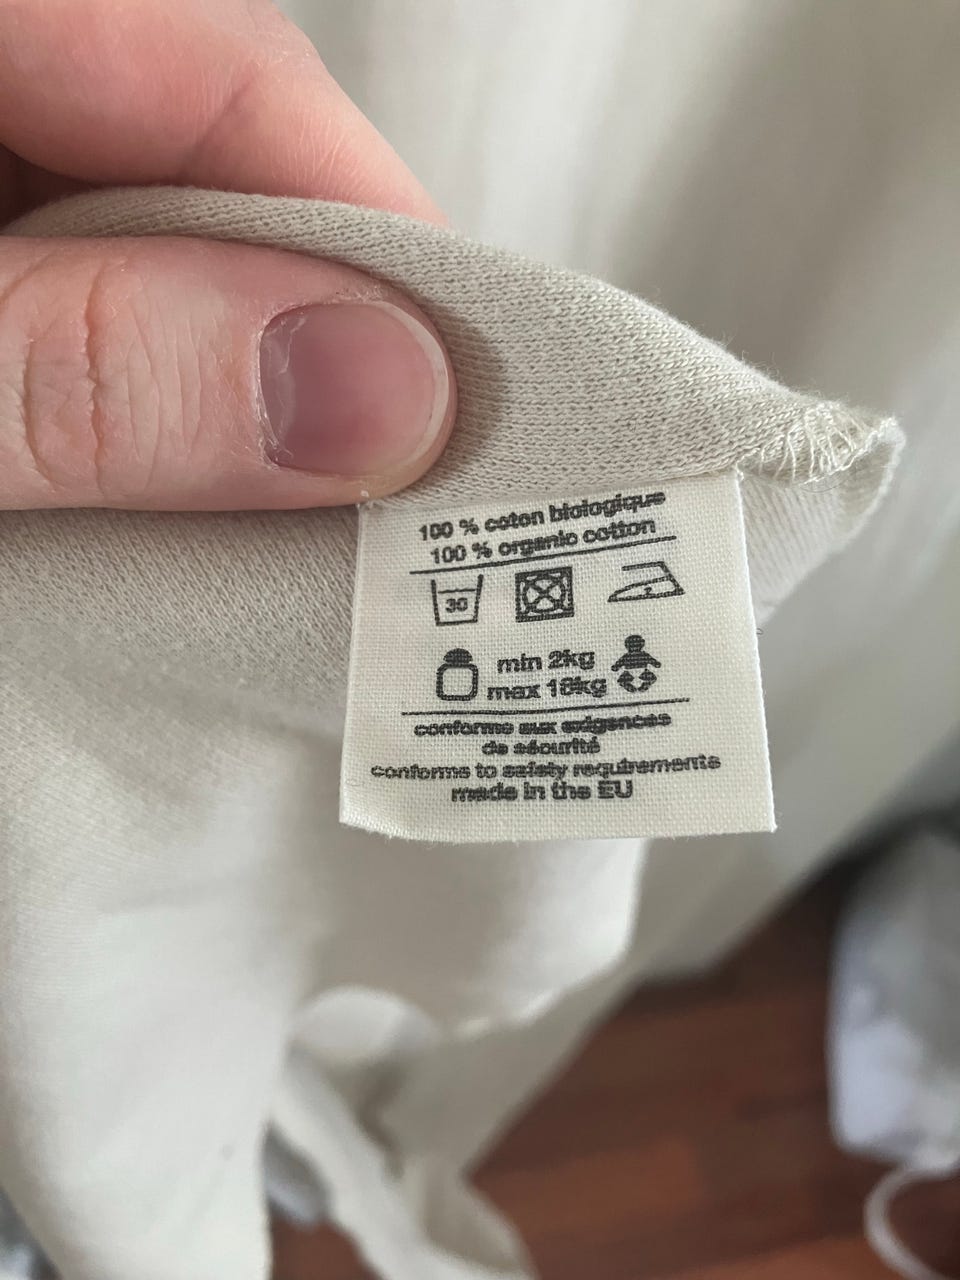 100 % coton biologique
100 % organic cotton
30
min 2kg
max 18kg
conforme aux exigences
de sécurité
conforms to safety requirements
made in the EU